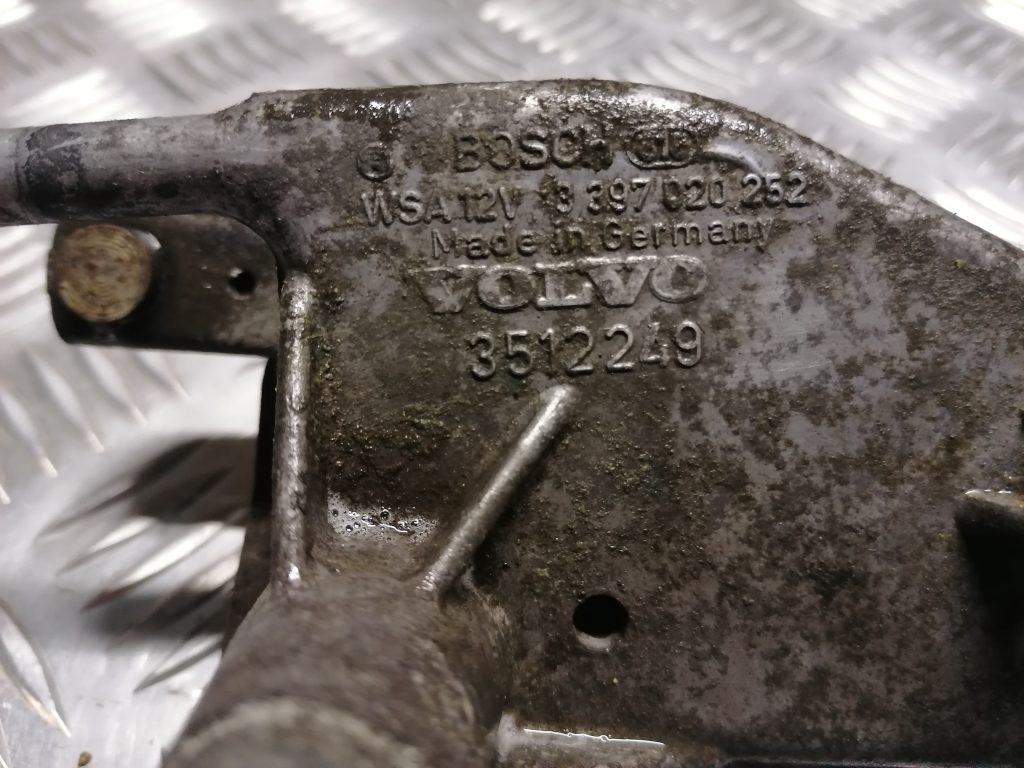 BOSCH
WSA 12V 3 397 020 252
Made in Germany
VOLVO
3512249